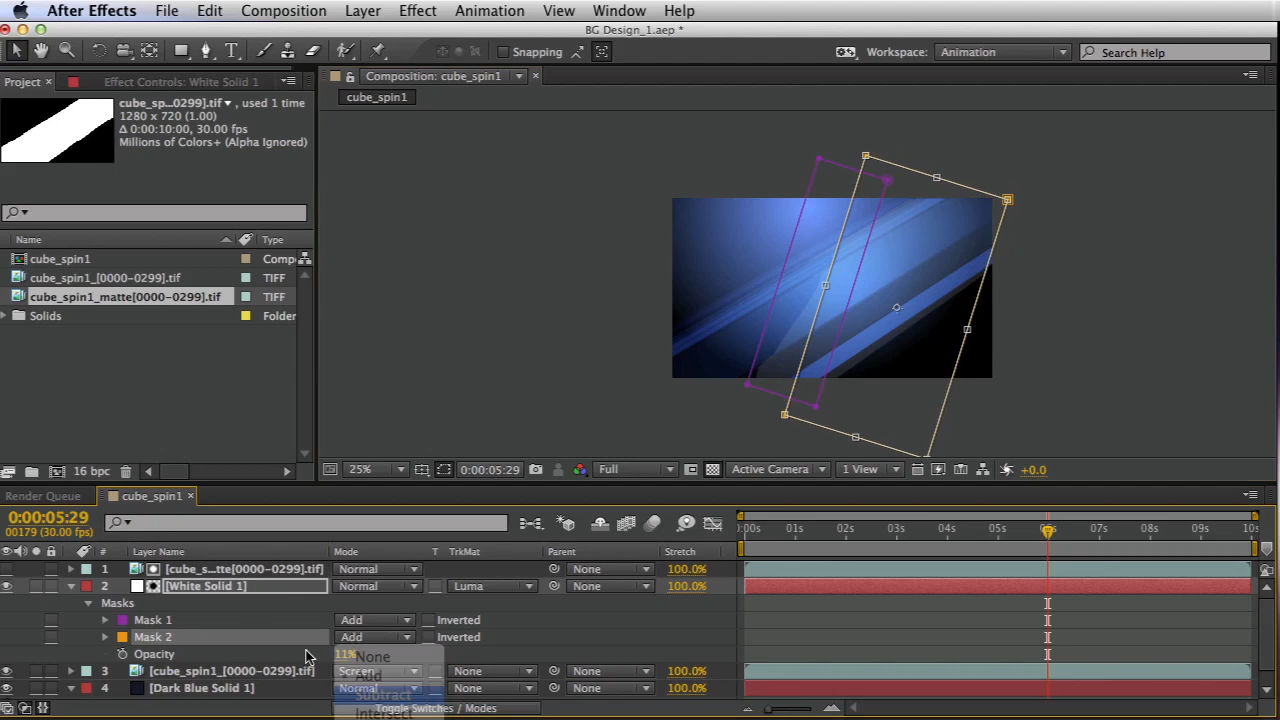 After Effects File Edit Composition Layer Effect Animation View Window Help
BG Design_1.aep *
Snapping Workspace: Animation Search Help
Project Effect Controls: White Solid 1 Composition: cube_spin1
cube_spin1
cube_sp...0299].tif , used 1 time
1280 x 720 (1.00)
Δ 0:00:10:00, 30.00 fps
Millions of Colors+ (Alpha Ignored)
Name Type
cube_spin1 Comp
cube_spin1_[0000-0299].tif TIFF
cube_spin1_matte[0000-0299].tif TIFF
Solids Folder
16 bpc 25% 0:00:05:29 Full Active Camera 1 View +0.0
Render Queue cube_spin1
0:00:05:29
00179 (30.00 fps)
:00s 01s 02s 03s 04s 05s 06s 07s 08s 09s 10s
# Layer Name Mode T TrkMat Parent Stretch
1 [cube_s...tte[0000-0299].tif] Normal None 100.0%
2 [White Solid 1] Normal Luma None 100.0%
Masks
Mask 1 Add Inverted
Mask 2 Add Inverted
Opacity 11%
None
Add
Subtract
Intersect
3 [cube_spin1_[0000-0299].tif] Screen None None 100.0%
4 [Dark Blue Solid 1] Normal None None 100.0%
Toggle Switches / Modes